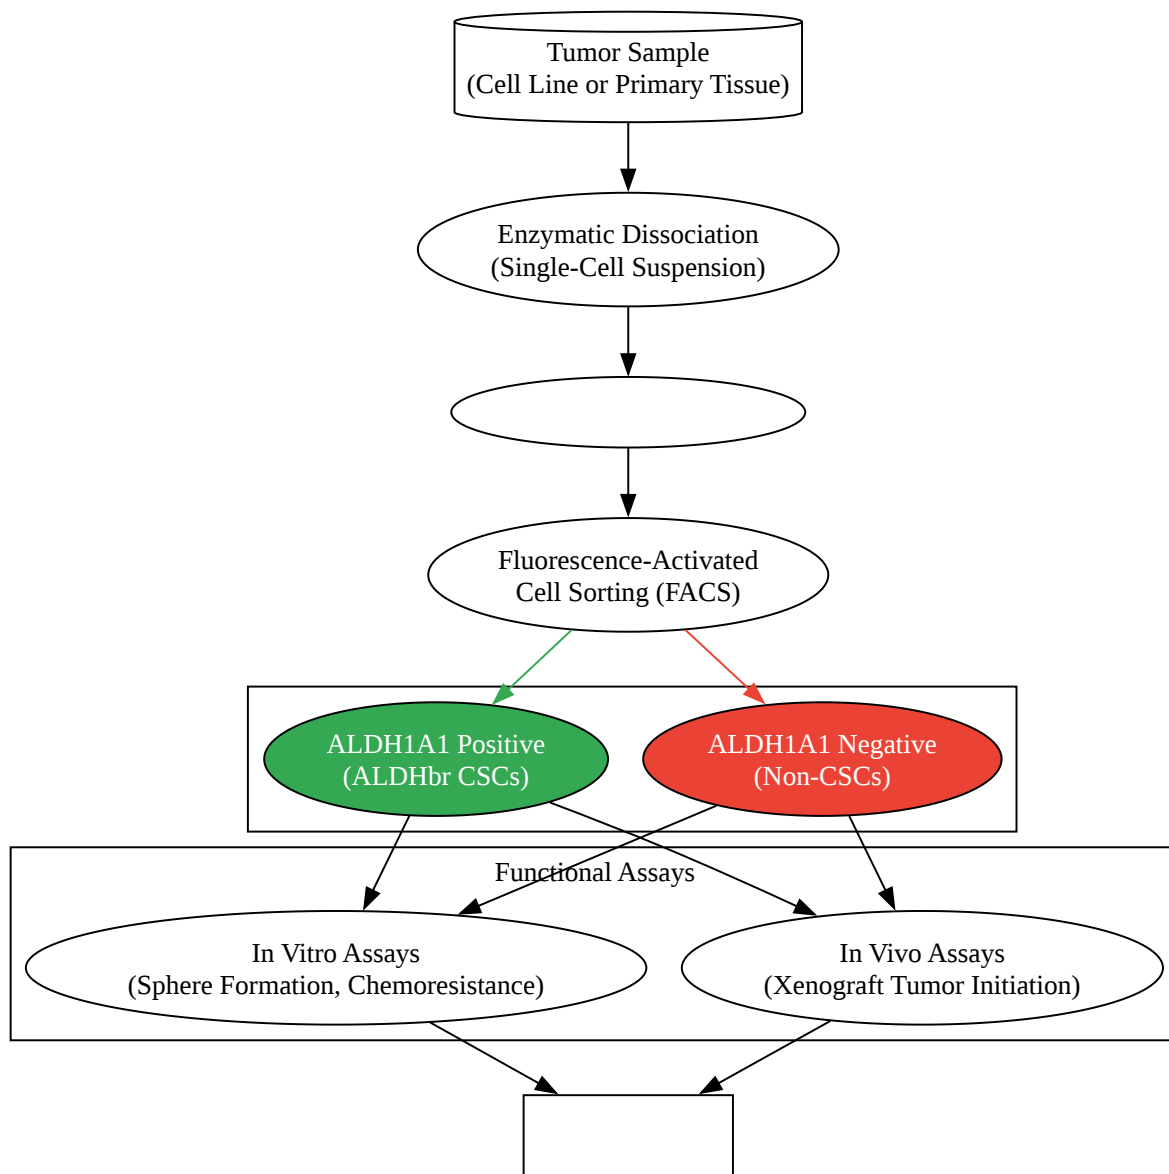 Tumor Sample
(Cell Line or Primary Tissue)
Enzymatic Dissociation
(Single-Cell Suspension)
Fluorescence-Activated
Cell Sorting (FACS)
ALDH1A1 Positive
(ALDHbr CSCs)
ALDH1A1 Negative
(Non-CSCs)
Functional Assays
In Vitro Assays
(Sphere Formation, Chemoresistance)
In Vivo Assays
(Xenograft Tumor Initiation)